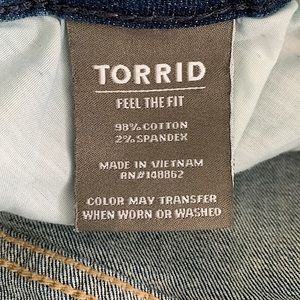 TORRID
FEEL THE FIT
98% COTTON
2% SPANDEX
MADE IN VIETNAM
RN#148862
COLOR MAY TRANSFER
WHEN WORN OR WASHED